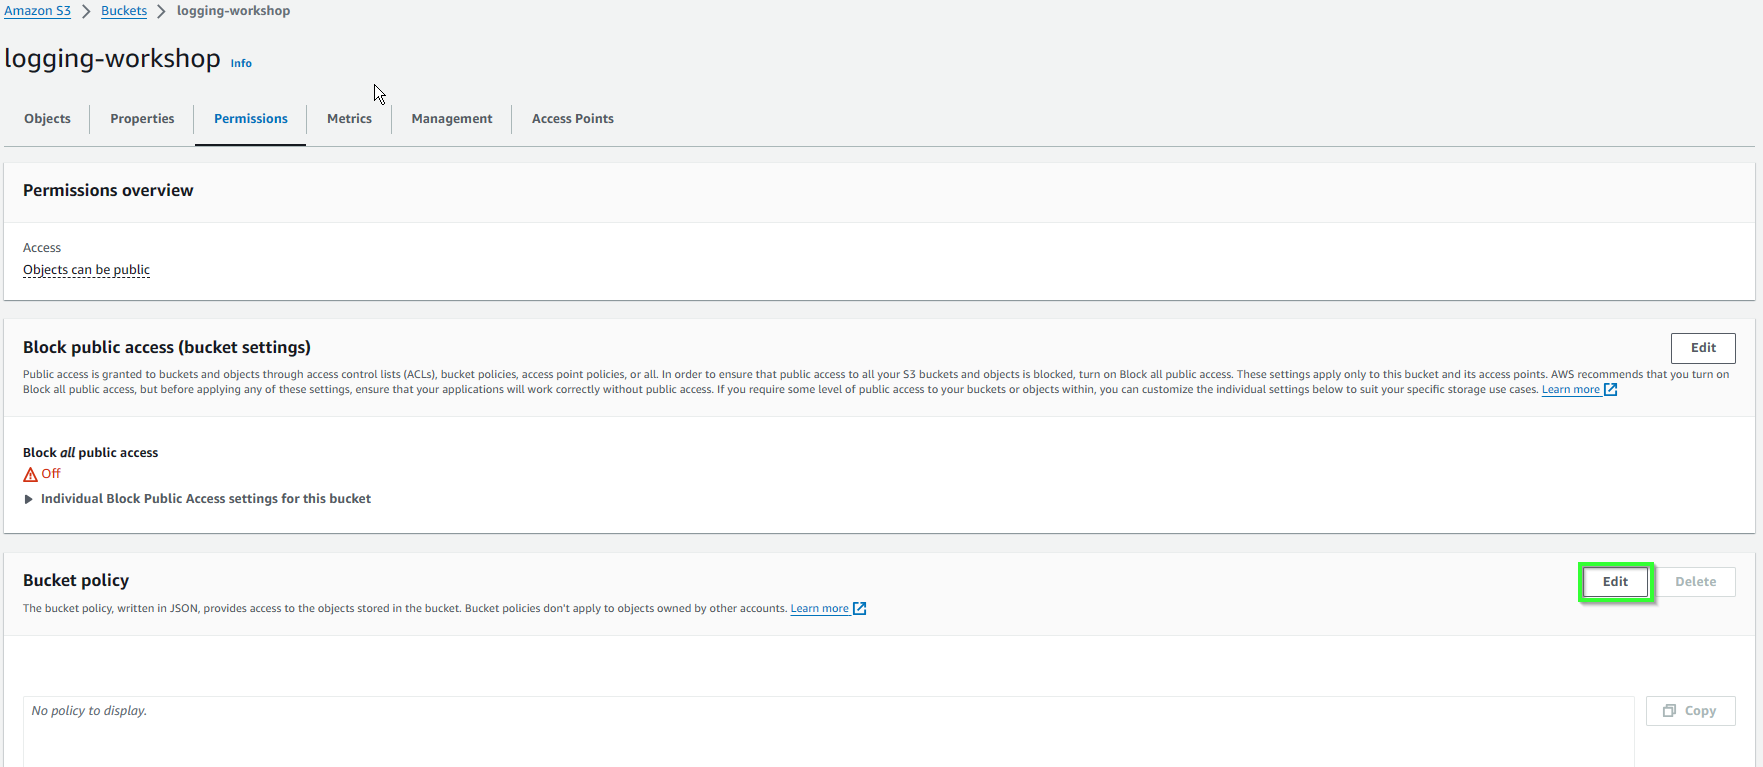 Amazon S3 > Buckets > logging-workshop
logging-workshop Info
Objects Properties Permissions Metrics Management Access Points
Permissions overview
Access
Objects can be public
Block public access (bucket settings)
Edit
Public access is granted to buckets and objects through access control lists (ACLs), bucket policies, access point policies, or all. In order to ensure that public access to all your S3 buckets and objects is blocked, turn on Block all public access. These settings apply only to this bucket and its access points. AWS recommends that you turn on
Block all public access, but before applying any of these settings, ensure that your applications will work correctly without public access. If you require some level of public access to your buckets or objects within, you can customize the individual settings below to suit your specific storage use cases. Learn more
Block all public access
Off
Individual Block Public Access settings for this bucket
Bucket policy
Edit Delete
The bucket policy, written in JSON, provides access to the objects stored in the bucket. Bucket policies don't apply to objects owned by other accounts. Learn more
No policy to display.
Copy